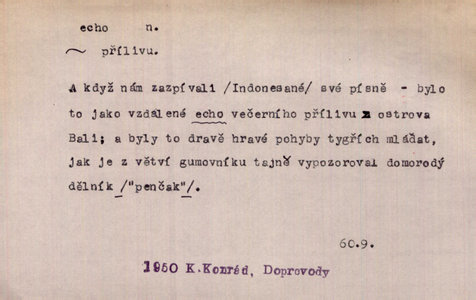 echo n.
~ přílivu.
A když nám zazpívali /Indonesané/ své písně - bylo
to jako vzdálené echo večerního přílivu z ostrova
Bali; a byly to dravě hravé pohyby tygřích mláďat,
jak je z větví gumovníku tajně vypozoroval domorodý
dělník /"penčak"/.
60.9.
1950 K.Konrád, Doprovody